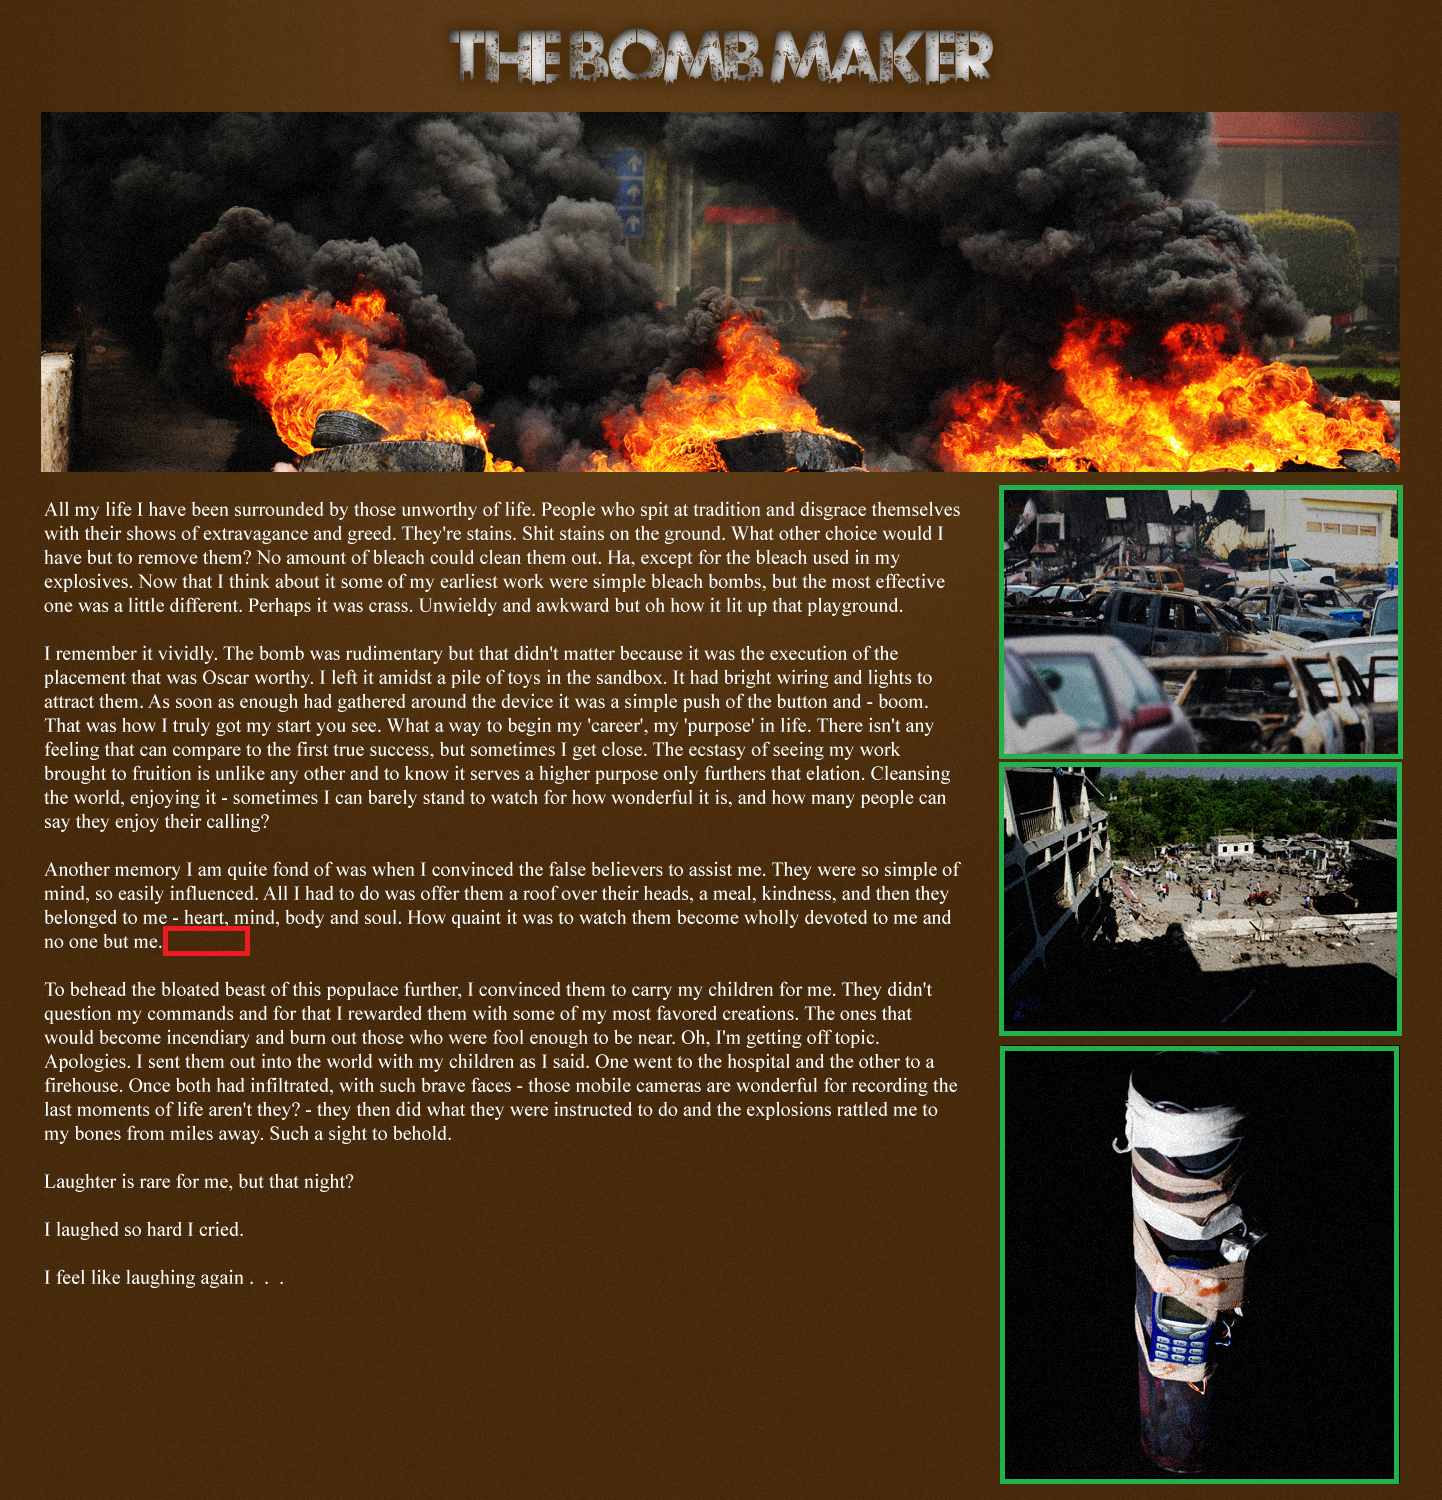 THE BOMB MAKER
All my life I have been surrounded by those unworthy of life. People who spit at tradition and disgrace themselves
with their shows of extravagance and greed. They're stains. Shit stains on the ground. What other choice would I
have but to remove them? No amount of bleach could clean them out. Ha, except for the bleach used in my
explosives. Now that I think about it some of my earliest work were simple bleach bombs, but the most effective
one was a little different. Perhaps it was crass. Unwieldy and awkward but oh how it lit up that playground.
I remember it vividly. The bomb was rudimentary but that didn't matter because it was the execution of the
placement that was Oscar worthy. I left it amidst a pile of toys in the sandbox. It had bright wiring and lights to
attract them. As soon as enough had gathered around the device it was a simple push of the button and - boom.
That was how I truly got my start you see. What a way to begin my 'career', my 'purpose' in life. There isn't any
feeling that can compare to the first true success, but sometimes I get close. The ecstasy of seeing my work
brought to fruition is unlike any other and to know it serves a higher purpose only furthers that elation. Cleansing
the world, enjoying it - sometimes I can barely stand to watch for how wonderful it is, and how many people can
say they enjoy their calling?
Another memory I am quite fond of was when I convinced the false believers to assist me. They were so simple of
mind, so easily influenced. All I had to do was offer them a roof over their heads, a meal, kindness, and then they
belonged to me - heart, mind, body and soul. How quaint it was to watch them become wholly devoted to me and
no one but me.
To behead the bloated beast of this populace further, I convinced them to carry my children for me. They didn't
question my commands and for that I rewarded them with some of my most favored creations. The ones that
would become incendiary and burn out those who were fool enough to be near. Oh, I'm getting off topic.
Apologies. I sent them out into the world with my children as I said. One went to the hospital and the other to a
firehouse. Once both had infiltrated, with such brave faces - those mobile cameras are wonderful for recording the
last moments of life aren't they? - they then did what they were instructed to do and the explosions rattled me to
my bones from miles away. Such a sight to behold.
Laughter is rare for me, but that night?
I laughed so hard I cried.
I feel like laughing again . . .